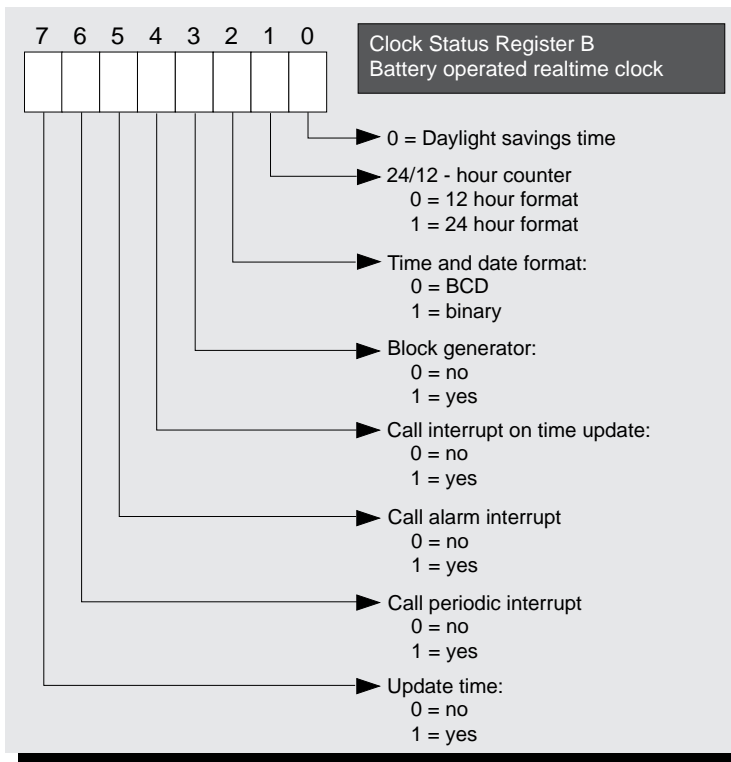 7 6 5 4 3 2 1 0
Clock Status Register B
Battery operated realtime clock
0 = Daylight savings time
24/12 - hour counter
0 = 12 hour format
1 = 24 hour format
Time and date format:
0 = BCD
1 = binary
Block generator:
0 = no
1 = yes
Call interrupt on time update:
0 = no
1 = yes
Call alarm interrupt
0 = no
1 = yes
Call periodic interrupt
0 = no
1 = yes
Update time:
0 = no
1 = yes